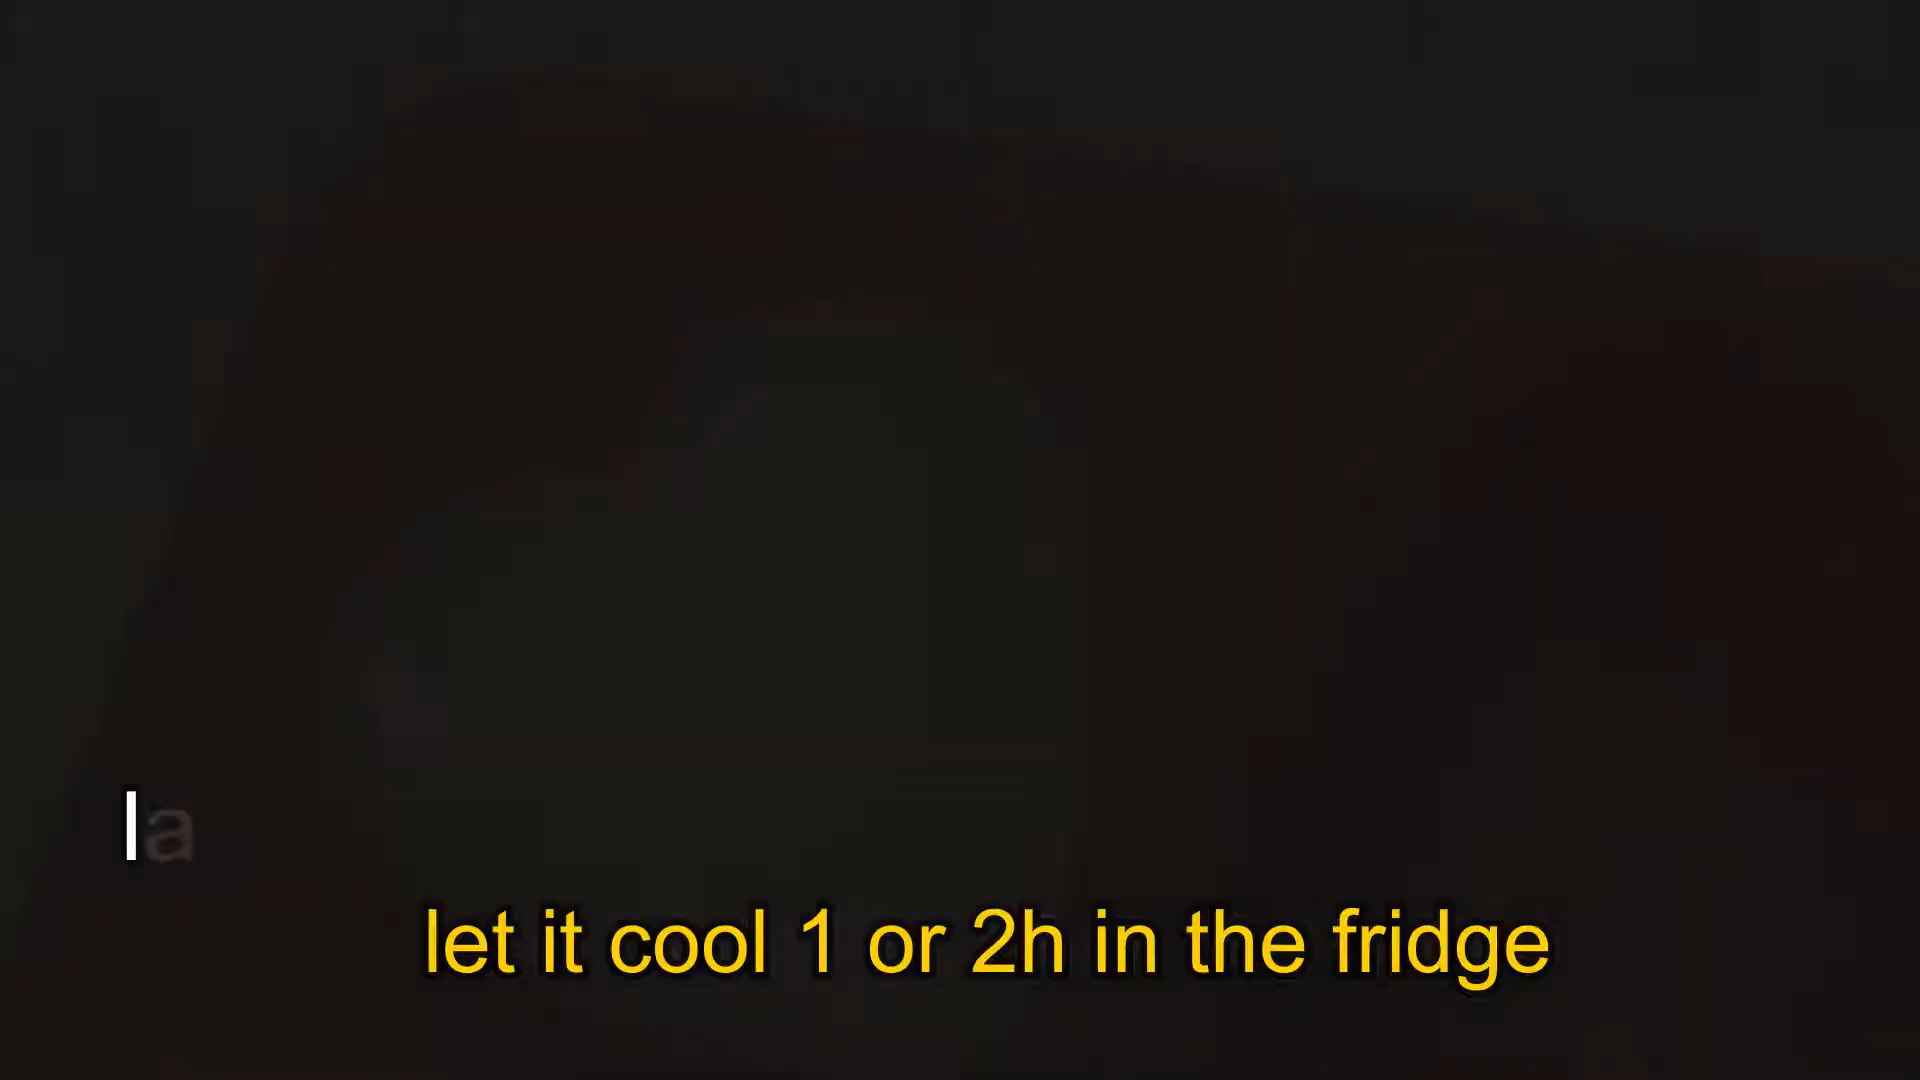 la
let it cool 1 or 2h in the fridge